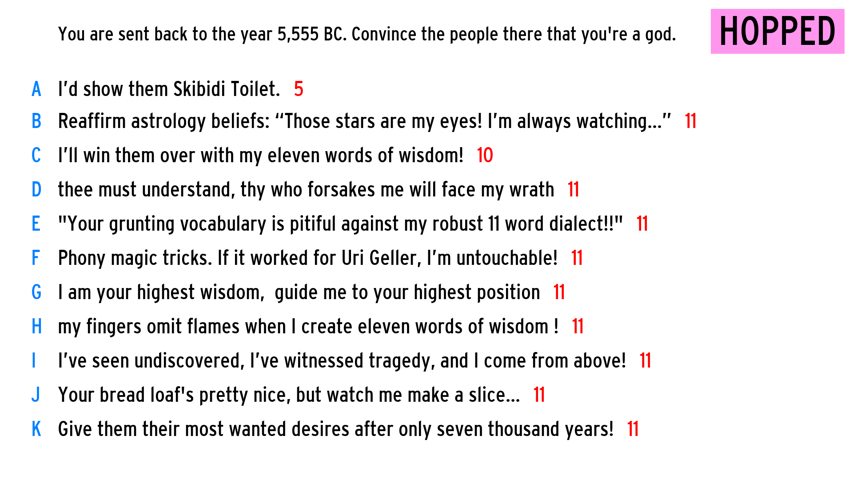 You are sent back to the year 5,555 BC. Convince the people there that you're a god.
HOPPED
A I'd show them Skibidi Toilet. 5
B Reaffirm astrology beliefs: “Those stars are my eyes! I'm always watching...” 11
C I'll win them over with my eleven words of wisdom! 10
D thee must understand, thy who forsakes me will face my wrath 11
E "Your grunting vocabulary is pitiful against my robust 11 word dialect!!" 11
F Phony magic tricks. If it worked for Uri Geller, I'm untouchable! 11
G I am your highest wisdom,  guide me to your highest position 11
H my fingers omit flames when I create eleven words of wisdom ! 11
I I've seen undiscovered, I've witnessed tragedy, and I come from above! 11
J Your bread loaf's pretty nice, but watch me make a slice... 11
K Give them their most wanted desires after only seven thousand years! 11